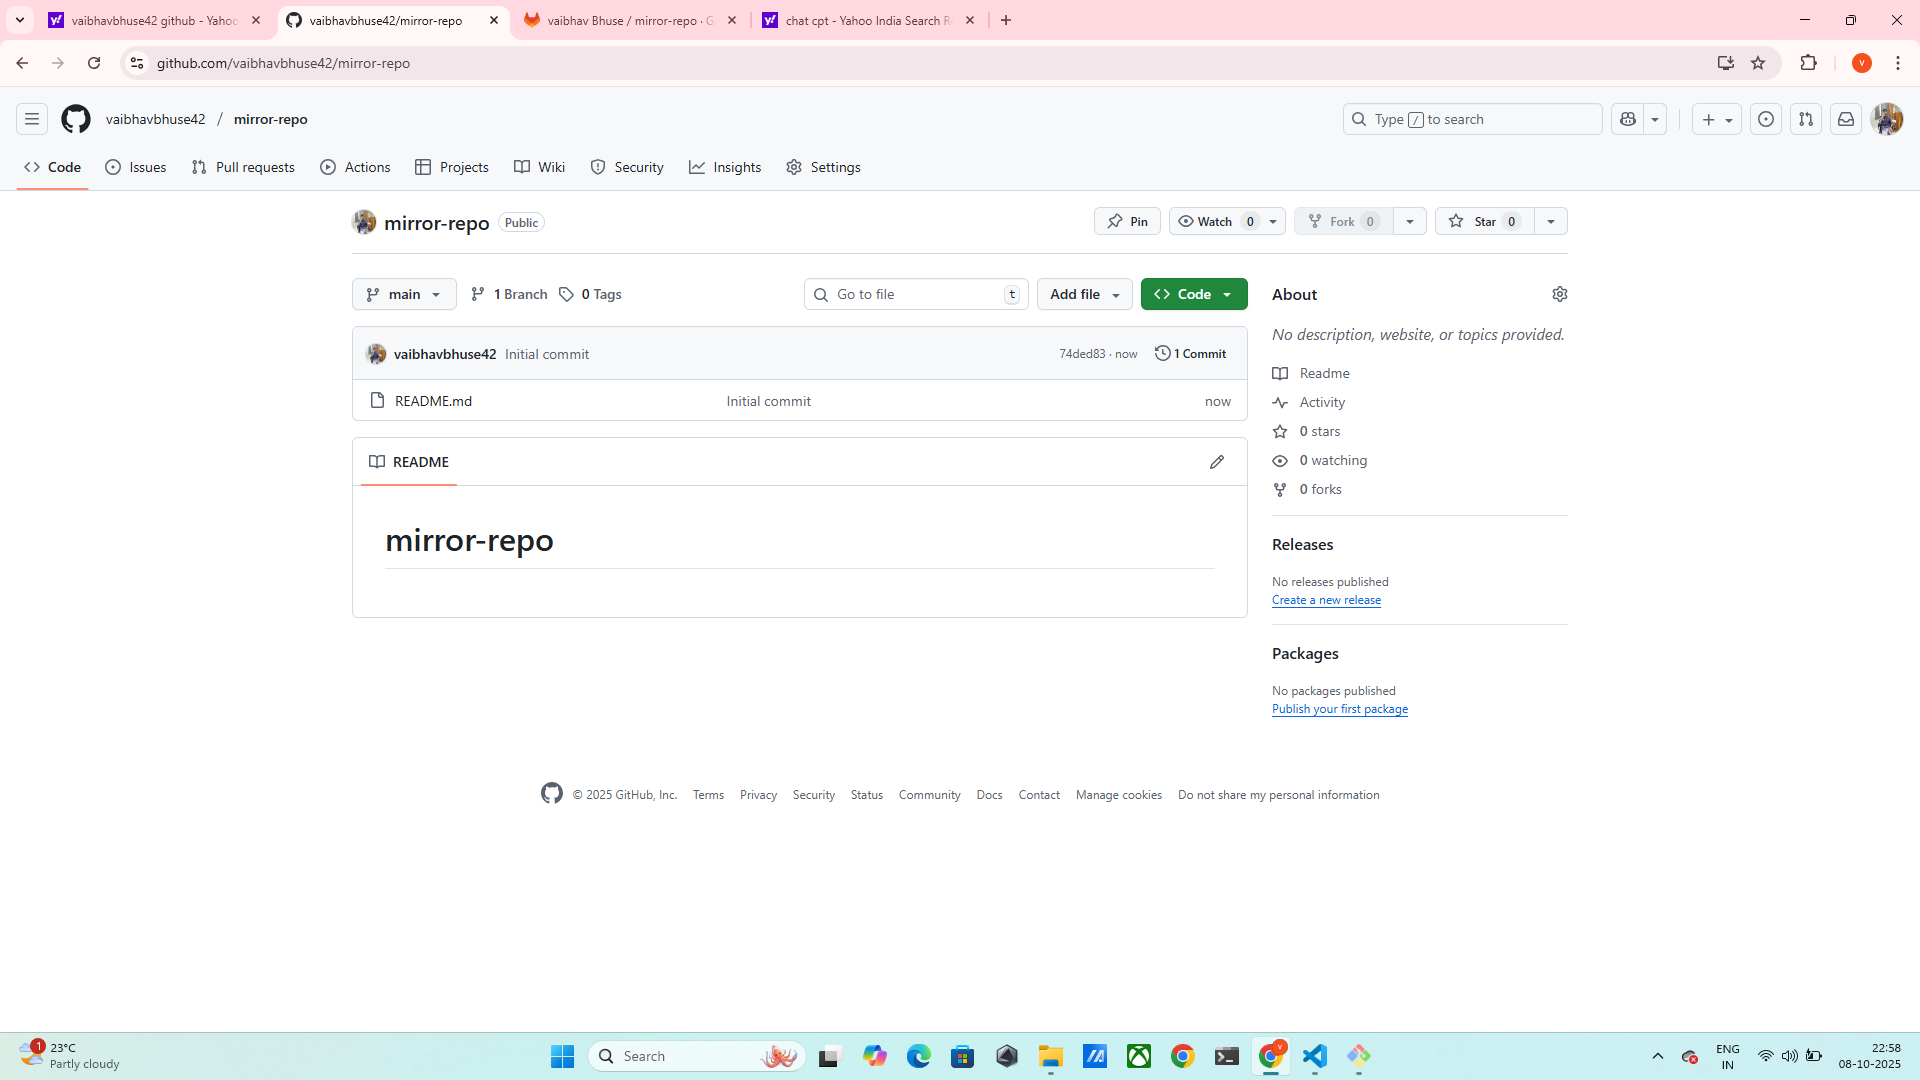 vaibhavbhuse42 github - Yahoo
vaibhavbhuse42/mirror-repo
vaibhav Bhuse / mirror-repo · G
chat cpt - Yahoo India Search Re
github.com/vaibhavbhuse42/mirror-repo
V
vaibhavbhuse42 / mirror-repo
Type / to search
Code
Issues
Pull requests
Actions
Projects
Wiki
Security
Insights
Settings
mirror-repo Public
Pin
Watch 0
Fork 0
Star 0
main
1 Branch
0 Tags
Go to file t
Add file
Code
About
No description, website, or topics provided.
vaibhavbhuse42 Initial commit 74ded83 · now 1 Commit
README.md Initial commit now
Readme
Activity
0 stars
0 watching
0 forks
README
mirror-repo
Releases
No releases published
Create a new release
Packages
No packages published
Publish your first package
© 2025 GitHub, Inc. Terms Privacy Security Status Community Docs Contact Manage cookies Do not share my personal information
1
23°C
Partly cloudy
Search
V
ENG
IN
22:58
08-10-2025